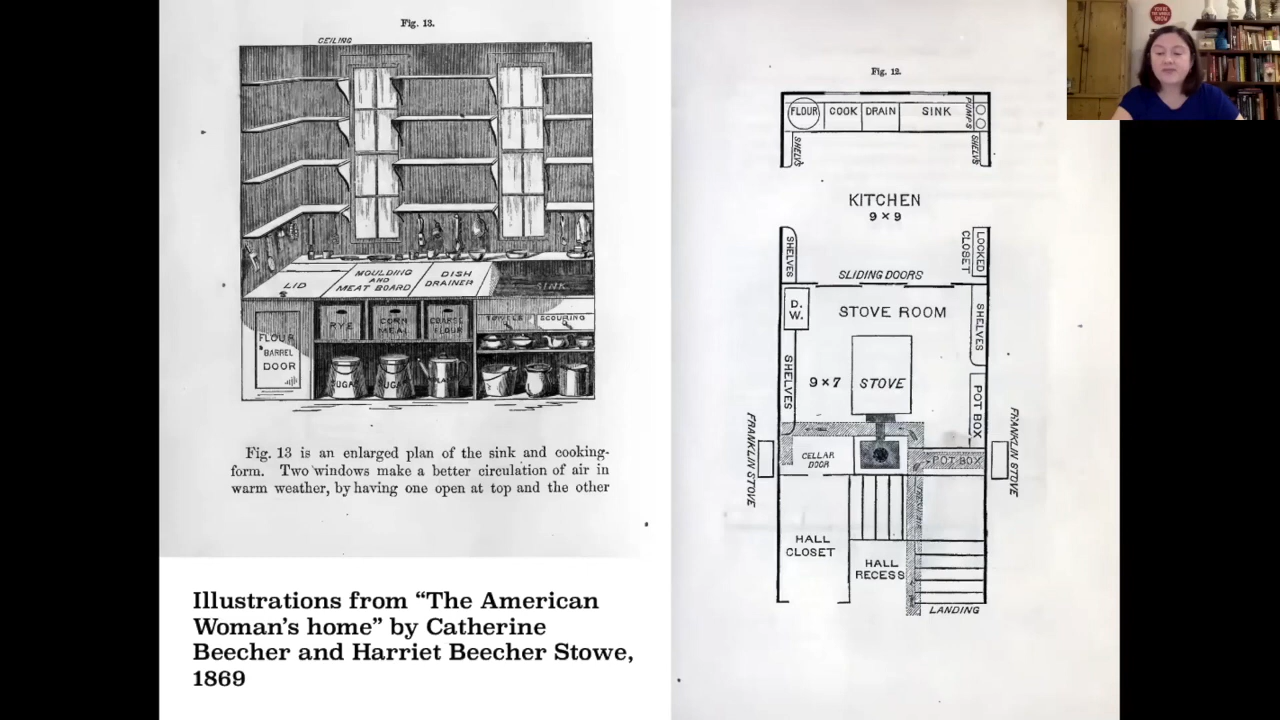 Fig. 13.
CEILING
LID
MOULDING
AND
MEAT BOARD
DISH
DRAINER
SINK
FLOUR
BARREL
DOOR
RYE
CORN
MEAL
COARSE
FLOUR
TOWELS
SCOURING
SUGAR
SUGAR
Fig. 13 is an enlarged plan of the sink and cooking-
form. Two windows make a better circulation of air in
warm weather, by having one open at top and the other
Illustrations from “The American
Woman’s home” by Catherine
Beecher and Harriet Beecher Stowe,
1869
Fig. 12.
FLOUR
COOK
DRAIN
SINK
PUMPS
SHELVS
SHELVS
KITCHEN
9 × 9
SHELVES
LOCKED
CLOSET
SLIDING DOORS
D.
W.
STOVE ROOM
SHELVES
SHELVES
9 × 7
STOVE
POT BOX
FRANKLIN STOVE
CELLAR
DOOR
POT BOX
FRANKLIN STOVE
HALL
CLOSET
HALL
RECESS
LANDING